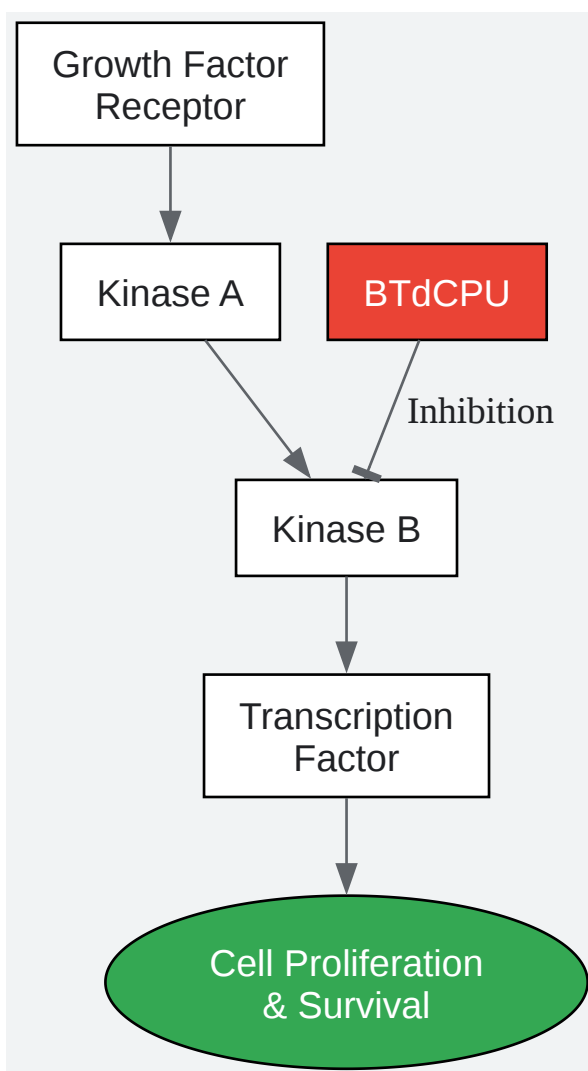 Growth Factor
Receptor
Kinase A
BTdCPU
Inhibition
Kinase B
Transcription
Factor
Cell Proliferation
& Survival